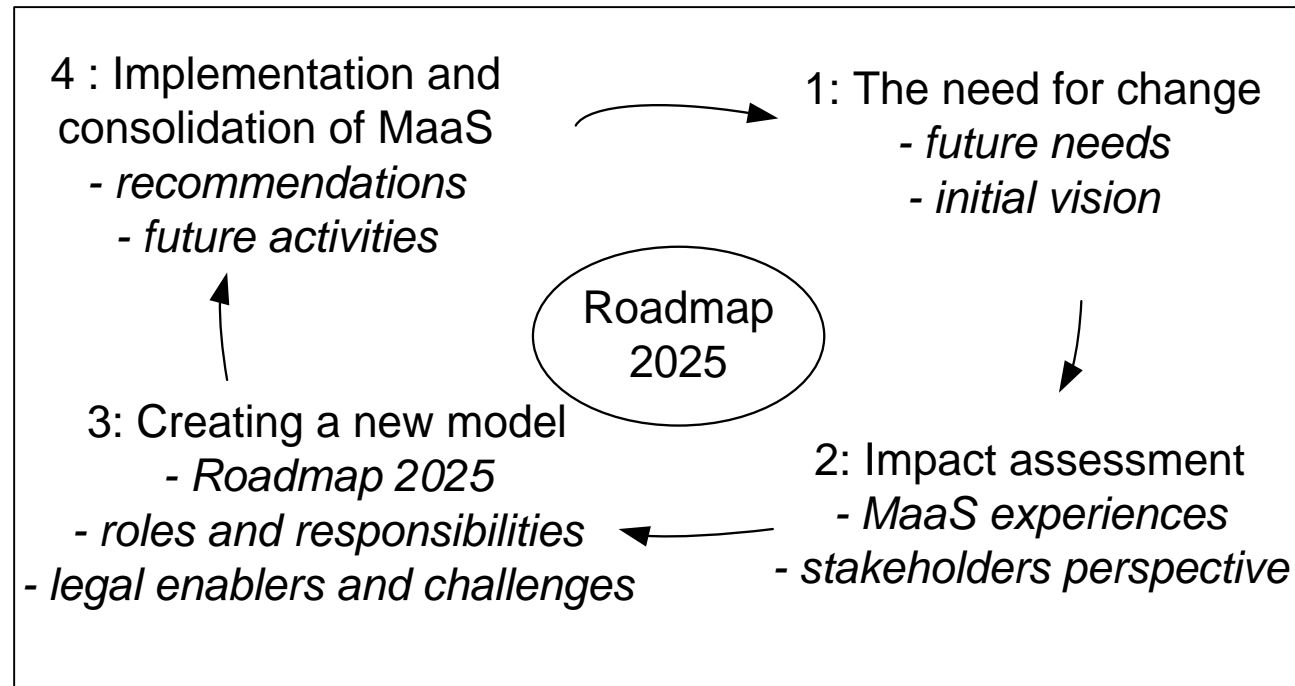 4 : Implementation and
consolidation of MaaS
- recommendations
- future activities
1: The need for change
- future needs
- initial vision
Roadmap
2025
3: Creating a new model
- Roadmap 2025
- roles and responsibilities
- legal enablers and challenges
2: Impact assessment
- MaaS experiences
- stakeholders perspective